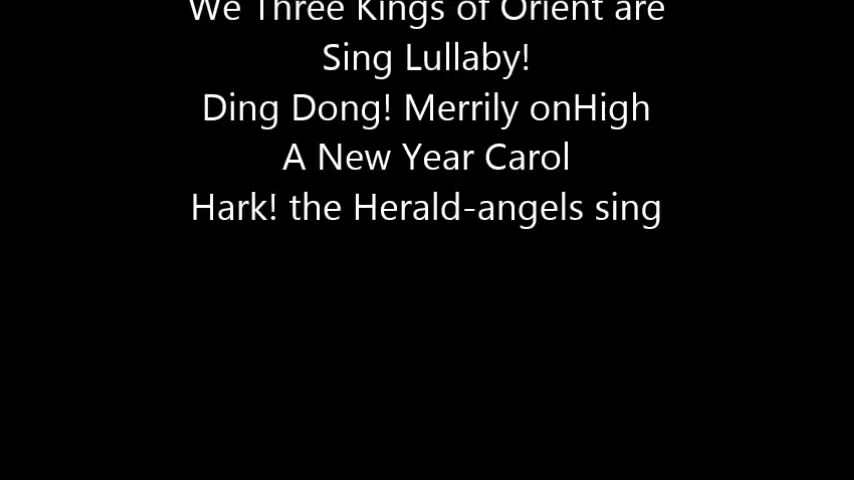 We Three Kings of Orient are
Sing Lullaby!
Ding Dong! Merrily onHigh
A New Year Carol
Hark! the Herald-angels sing